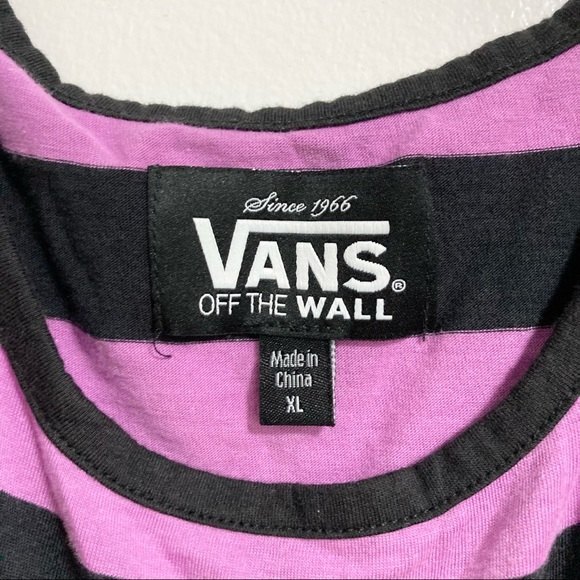 Since 1966
VANS®
OFF THE WALL
Made in
China
XL